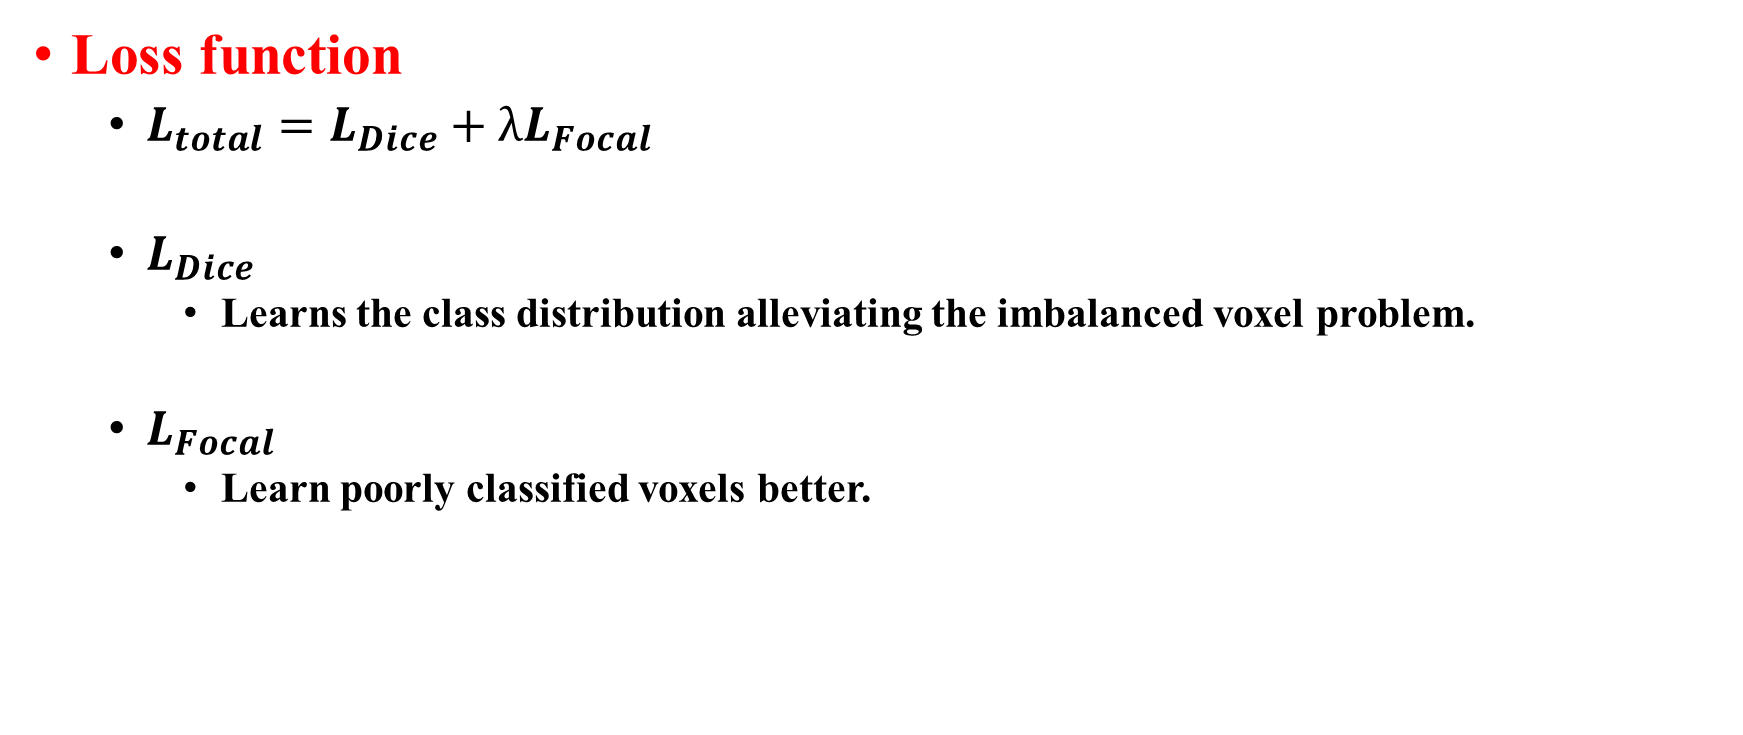 • Loss function
• L_total = L_Dice + λL_Focal
• L_Dice
• Learns the class distribution alleviating the imbalanced voxel problem.
• L_Focal
• Learn poorly classified voxels better.